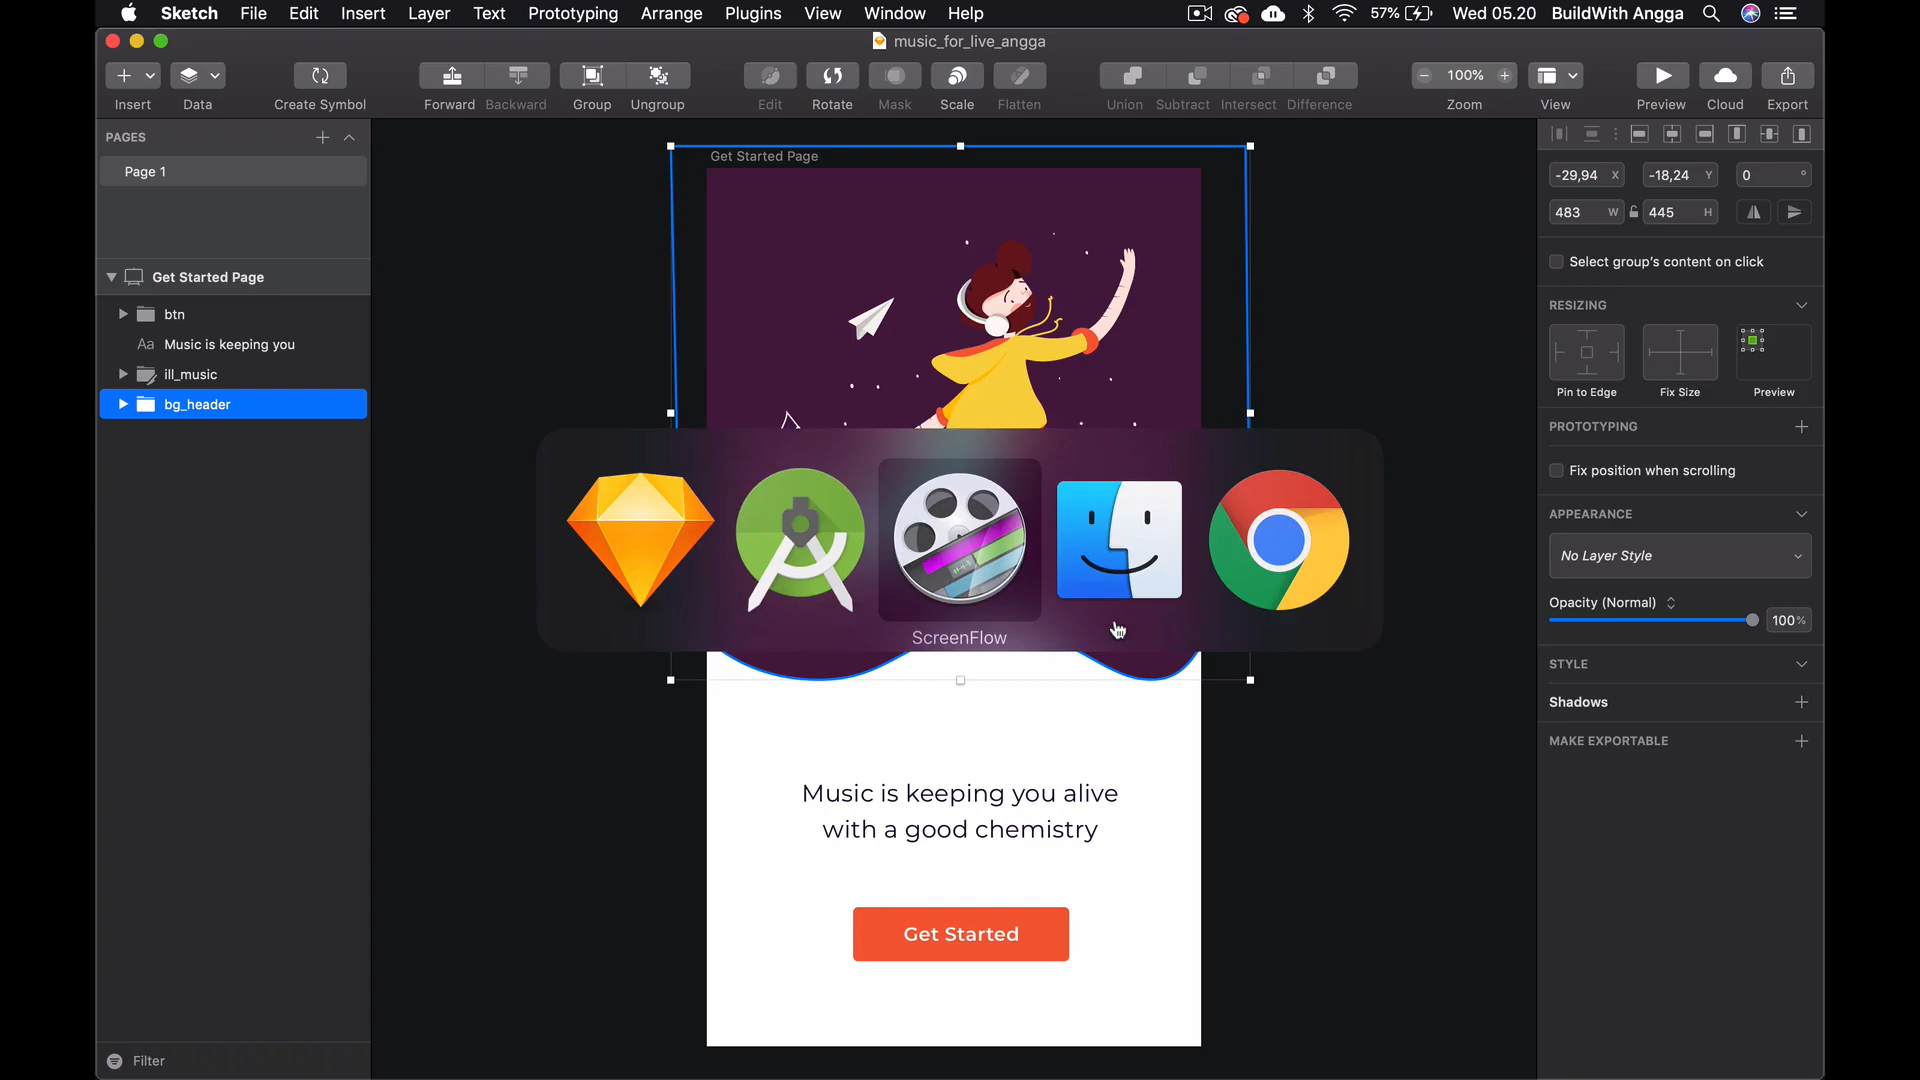 Sketch File Edit Insert Layer Text Prototyping Arrange Plugins View Window Help 57% Wed 05.20 BuildWith Angga
music_for_live_angga
100%
Insert Data Create Symbol Forward Backward Group Ungroup Edit Rotate Mask Scale Flatten Union Subtract Intersect Difference Zoom View Preview Cloud Export
PAGES
Page 1
Get Started Page
btn
Aa Music is keeping you
ill_music
bg_header
Filter
Get Started Page
ScreenFlow
Music is keeping you alive
with a good chemistry
Get Started
-29,94 X -18,24 Y 0 °
483 W 445 H
Select group's content on click
RESIZING
Pin to Edge Fix Size Preview
PROTOTYPING
Fix position when scrolling
APPEARANCE
No Layer Style
Opacity (Normal)
100%
STYLE
Shadows
MAKE EXPORTABLE